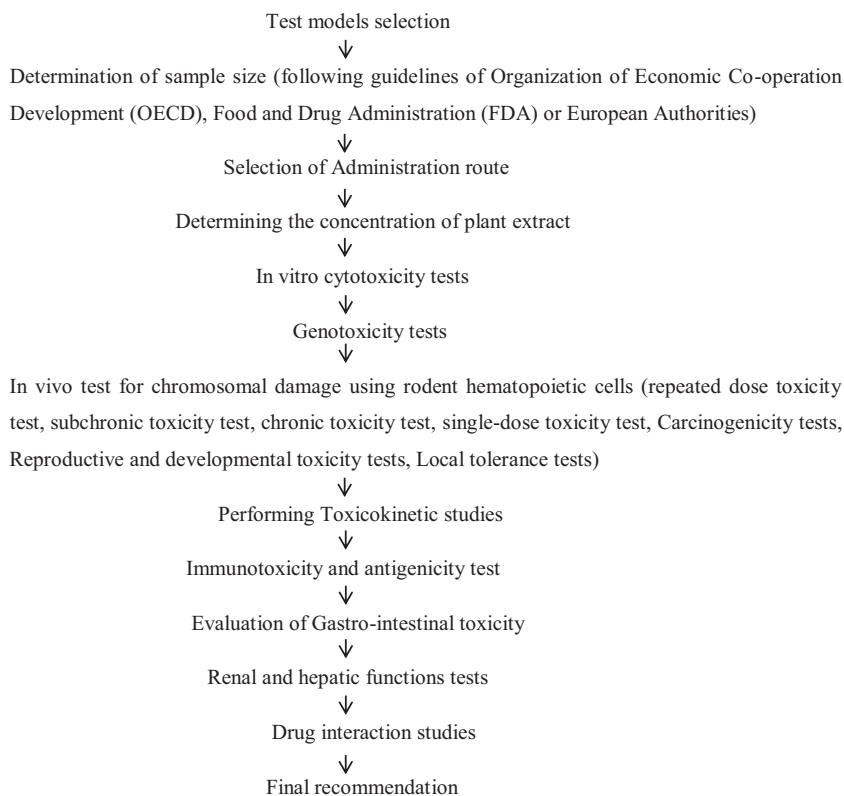 Test models selection
Determination of sample size (following guidelines of Organization of Economic Co-operation
Development (OECD), Food and Drug Administration (FDA) or European Authorities)
Selection of Administration route
Determining the concentration of plant extract
In vitro cytotoxicity tests
Genotoxicity tests
In vivo test for chromosomal damage using rodent hematopoietic cells (repeated dose toxicity
test, subchronic toxicity test, chronic toxicity test, single-dose toxicity test, Carcinogenicity tests,
Reproductive and developmental toxicity tests, Local tolerance tests)
Performing Toxicokinetic studies
Immunotoxicity and antigenicity test
Evaluation of Gastro-intestinal toxicity
Renal and hepatic functions tests
Drug interaction studies
Final recommendation